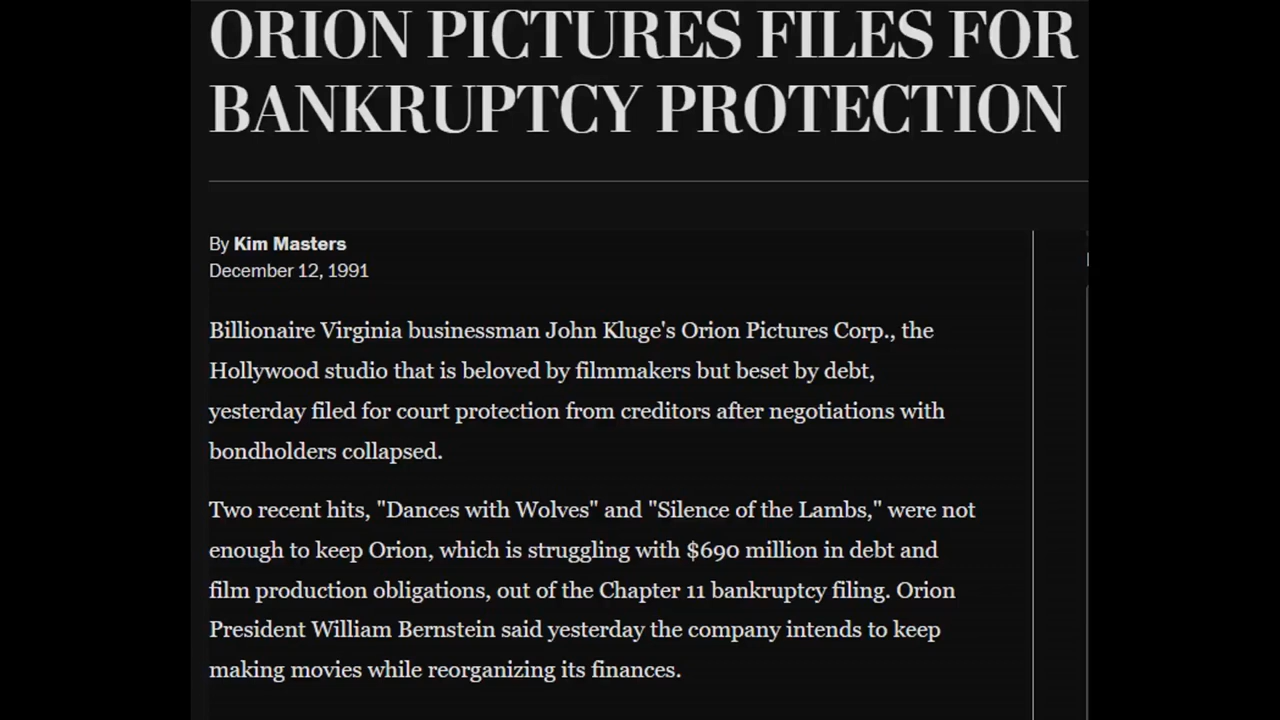 ORION PICTURES FILES FOR
BANKRUPTCY PROTECTION
By Kim Masters
December 12, 1991
Billionaire Virginia businessman John Kluge's Orion Pictures Corp., the
Hollywood studio that is beloved by filmmakers but beset by debt,
yesterday filed for court protection from creditors after negotiations with
bondholders collapsed.
Two recent hits, "Dances with Wolves" and "Silence of the Lambs," were not
enough to keep Orion, which is struggling with $690 million in debt and
film production obligations, out of the Chapter 11 bankruptcy filing. Orion
President William Bernstein said yesterday the company intends to keep
making movies while reorganizing its finances.